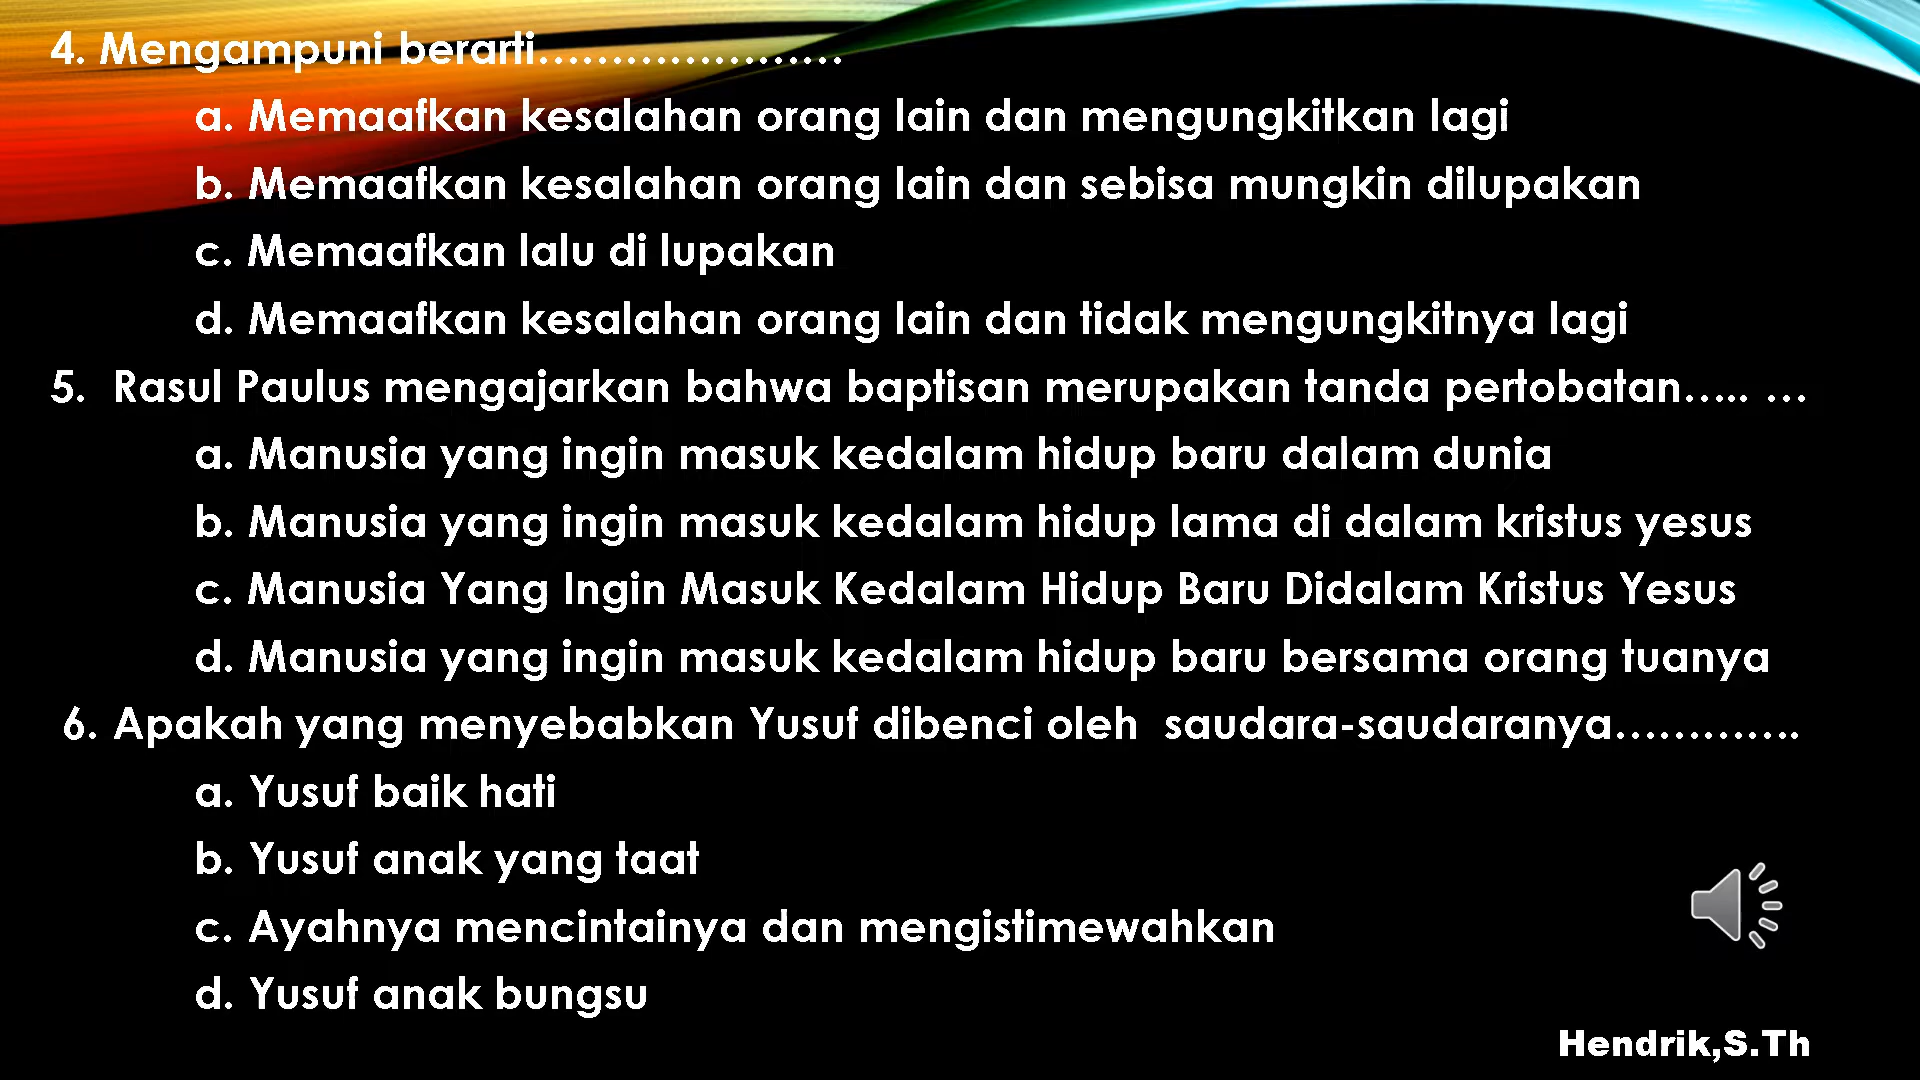 4. Mengampuni berarti.....................
a. Memaafkan kesalahan orang lain dan mengungkitkan lagi
b. Memaafkan kesalahan orang lain dan sebisa mungkin dilupakan
c. Memaafkan lalu di lupakan
d. Memaafkan kesalahan orang lain dan tidak mengungkitnya lagi
5. Rasul Paulus mengajarkan bahwa baptisan merupakan tanda pertobatan….. …
a. Manusia yang ingin masuk kedalam hidup baru dalam dunia
b. Manusia yang ingin masuk kedalam hidup lama di dalam kristus yesus
c. Manusia Yang Ingin Masuk Kedalam Hidup Baru Didalam Kristus Yesus
d. Manusia yang ingin masuk kedalam hidup baru bersama orang tuanya
6. Apakah yang menyebabkan Yusuf dibenci oleh saudara-saudaranya………….
a. Yusuf baik hati
b. Yusuf anak yang taat
c. Ayahnya mencintainya dan mengistimewahkan
d. Yusuf anak bungsu
Hendrik,S.Th